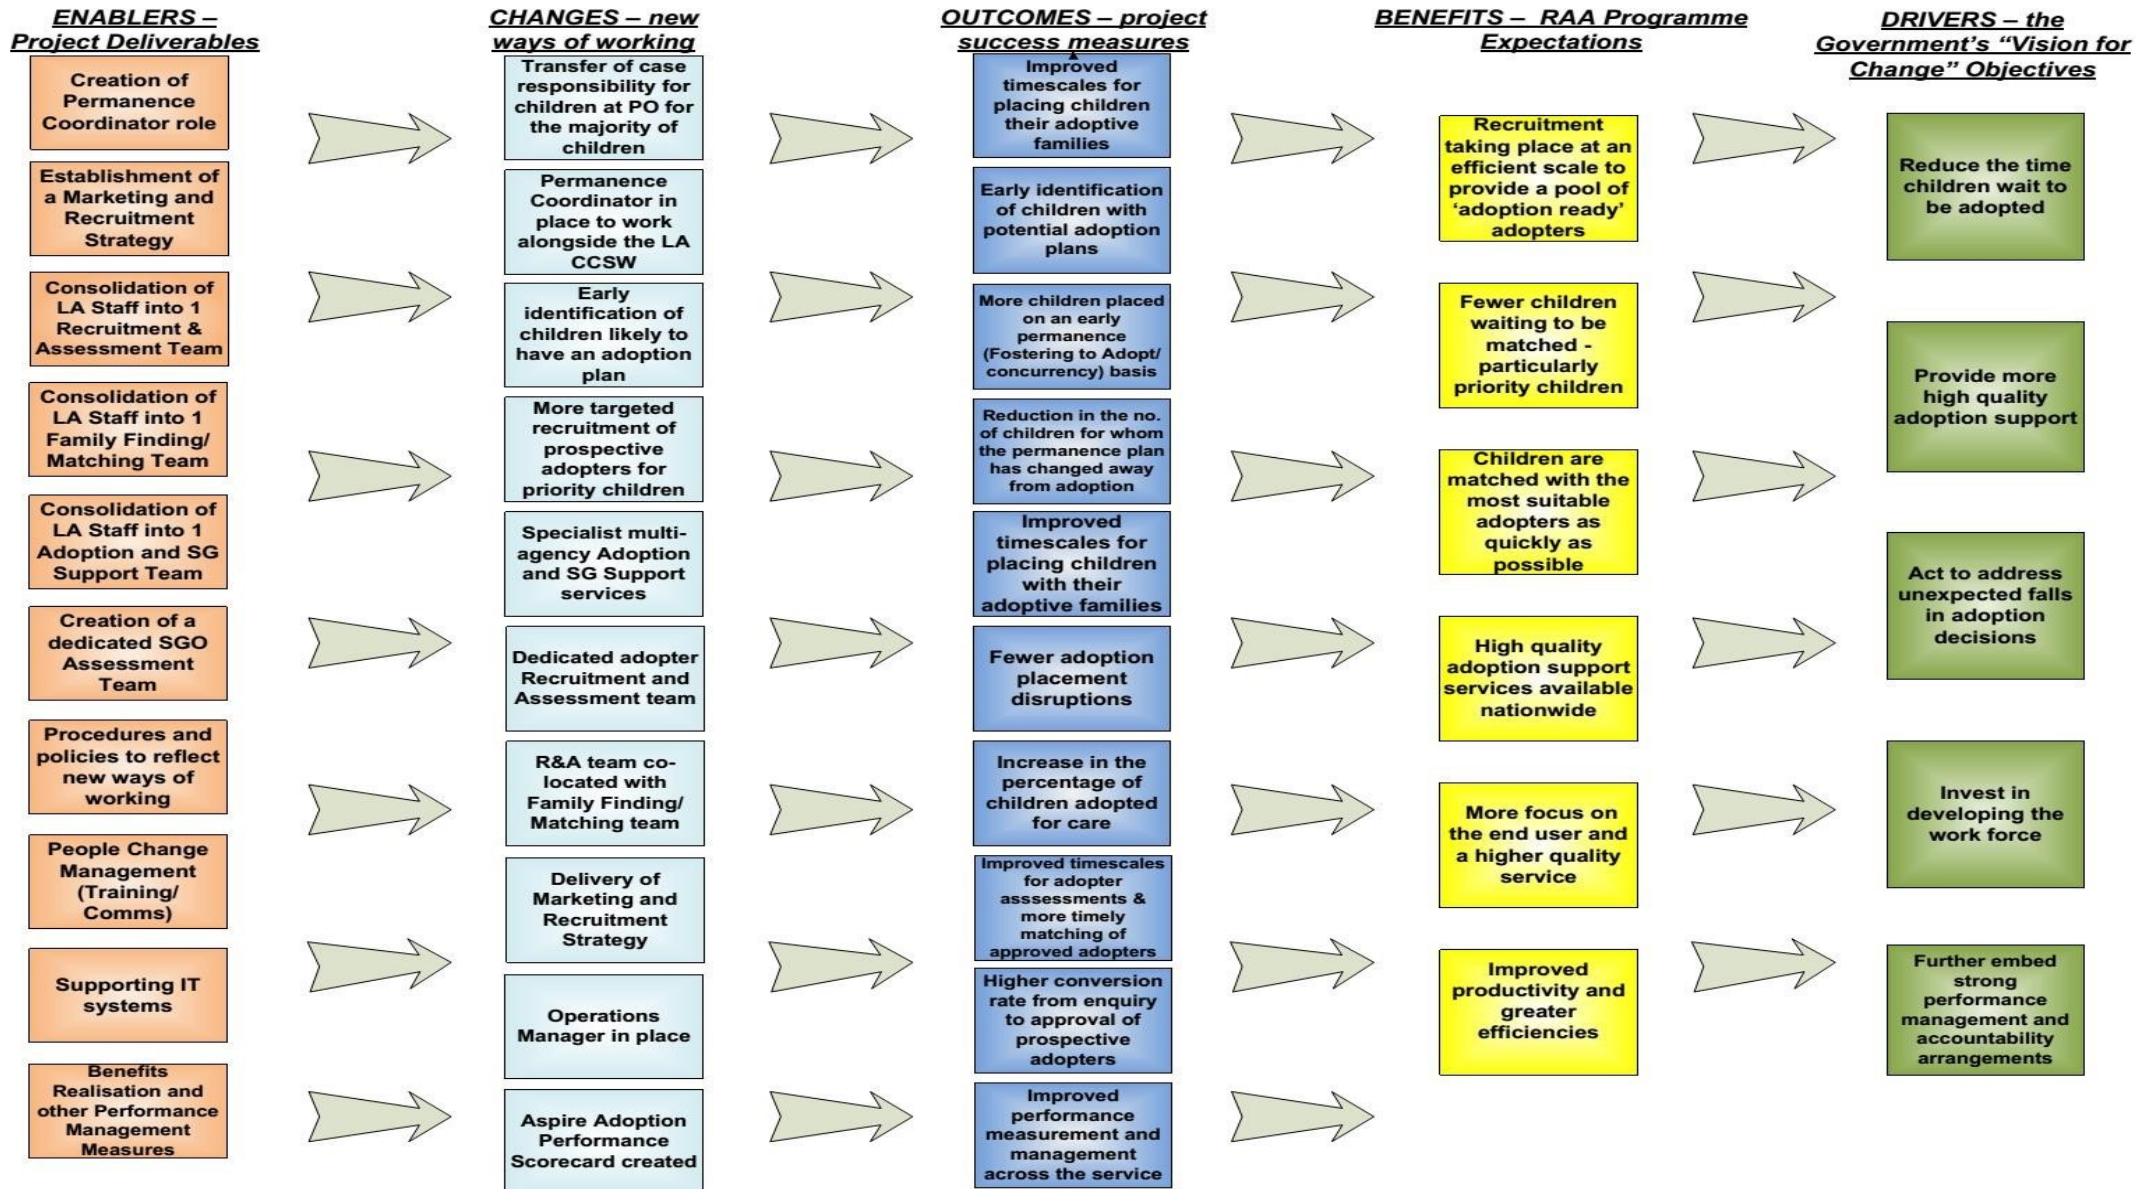 ENABLERS –
Project Deliverables
Creation of
Permanence
Coordinator role
Establishment of
a Marketing and
Recruitment
Strategy
Consolidation of
LA Staff into 1
Recruitment &
Assessment Team
Consolidation of
LA Staff into 1
Family Finding/
Matching Team
Consolidation of
LA Staff into 1
Adoption and SG
Support Team
Creation of a
dedicated SGO
Assessment
Team
Procedures and
policies to reflect
new ways of
working
People Change
Management
(Training/
Comms)
Supporting IT
systems
Benefits
Realisation and
other Performance
Management
Measures
CHANGES – new
ways of working
Transfer of case
responsibility for
children at PO for
the majority of
children
Permanence
Coordinator in
place to work
alongside the LA
CCSW
Early
identification of
children likely to
have an adoption
plan
More targeted
recruitment of
prospective
adopters for
priority children
Specialist multi-
agency Adoption
and SG Support
services
Dedicated adopter
Recruitment and
Assessment team
R&A team co-
located with
Family Finding/
Matching team
Delivery of
Marketing and
Recruitment
Strategy
Operations
Manager in place
Aspire Adoption
Performance
Scorecard created
OUTCOMES – project
success measures
Improved
timescales for
placing children
their adoptive
families
Early identification
of children with
potential adoption
plans
More children placed
on an early
permanence
(Fostering to Adopt/
concurrency) basis
Reduction in the no.
of children for whom
the permanence plan
has changed away
from adoption
Improved
timescales for
placing children
with their
adoptive families
Fewer adoption
placement
disruptions
Increase in the
percentage of
children adopted
for care
Improved timescales
for adopter
asssessments &
more timely
matching of
approved adopters
Higher conversion
rate from enquiry
to approval of
prospective
adopters
Improved
performance
measurement and
management
across the service
BENEFITS – RAA Programme
Expectations
Recruitment
taking place at an
efficient scale to
provide a pool of
‘adoption ready’
adopters
Fewer children
waiting to be
matched -
particularly
priority children
Children are
matched with the
most suitable
adopters as
quickly as
possible
High quality
adoption support
services available
nationwide
More focus on
the end user and
a higher quality
service
Improved
productivity and
greater
efficiencies
DRIVERS – the
Government’s “Vision for
Change” Objectives
Reduce the time
children wait to
be adopted
Provide more
high quality
adoption support
Act to address
unexpected falls
in adoption
decisions
Invest in
developing the
work force
Further embed
strong
performance
management and
accountability
arrangements